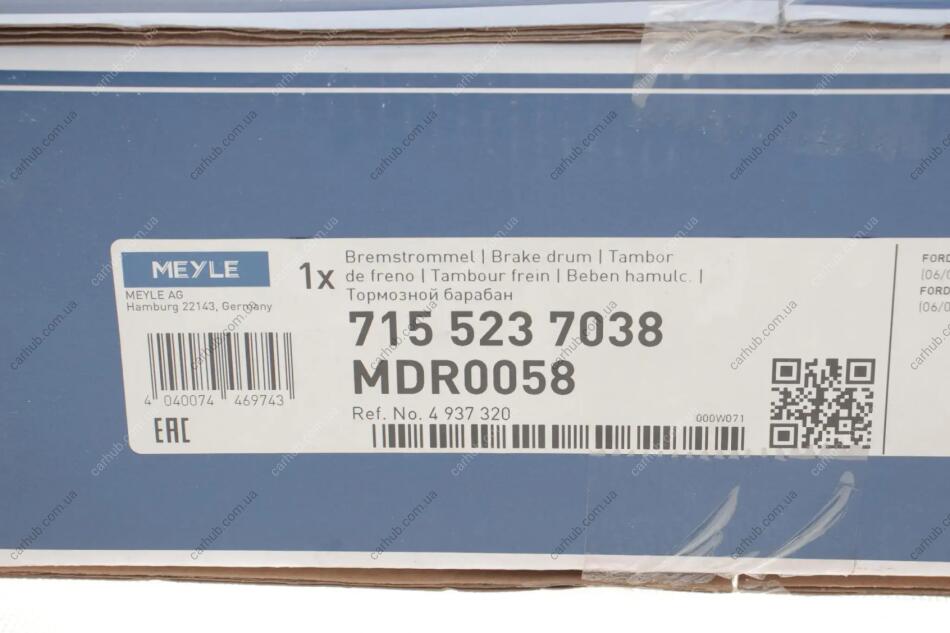 MEYLE
MEYLE AG
Hamburg 22143, Germany
4 040074 469743
EAC
1x
Bremstrommel | Brake drum | Tambor
de freno | Tambour frein | Beben hamulc. |
Тормозной барабан
715 523 7038
MDR0058
Ref. No. 4 937 320
000W071
FORD
(06/0
FORD
(06/0
carhub.com.ua